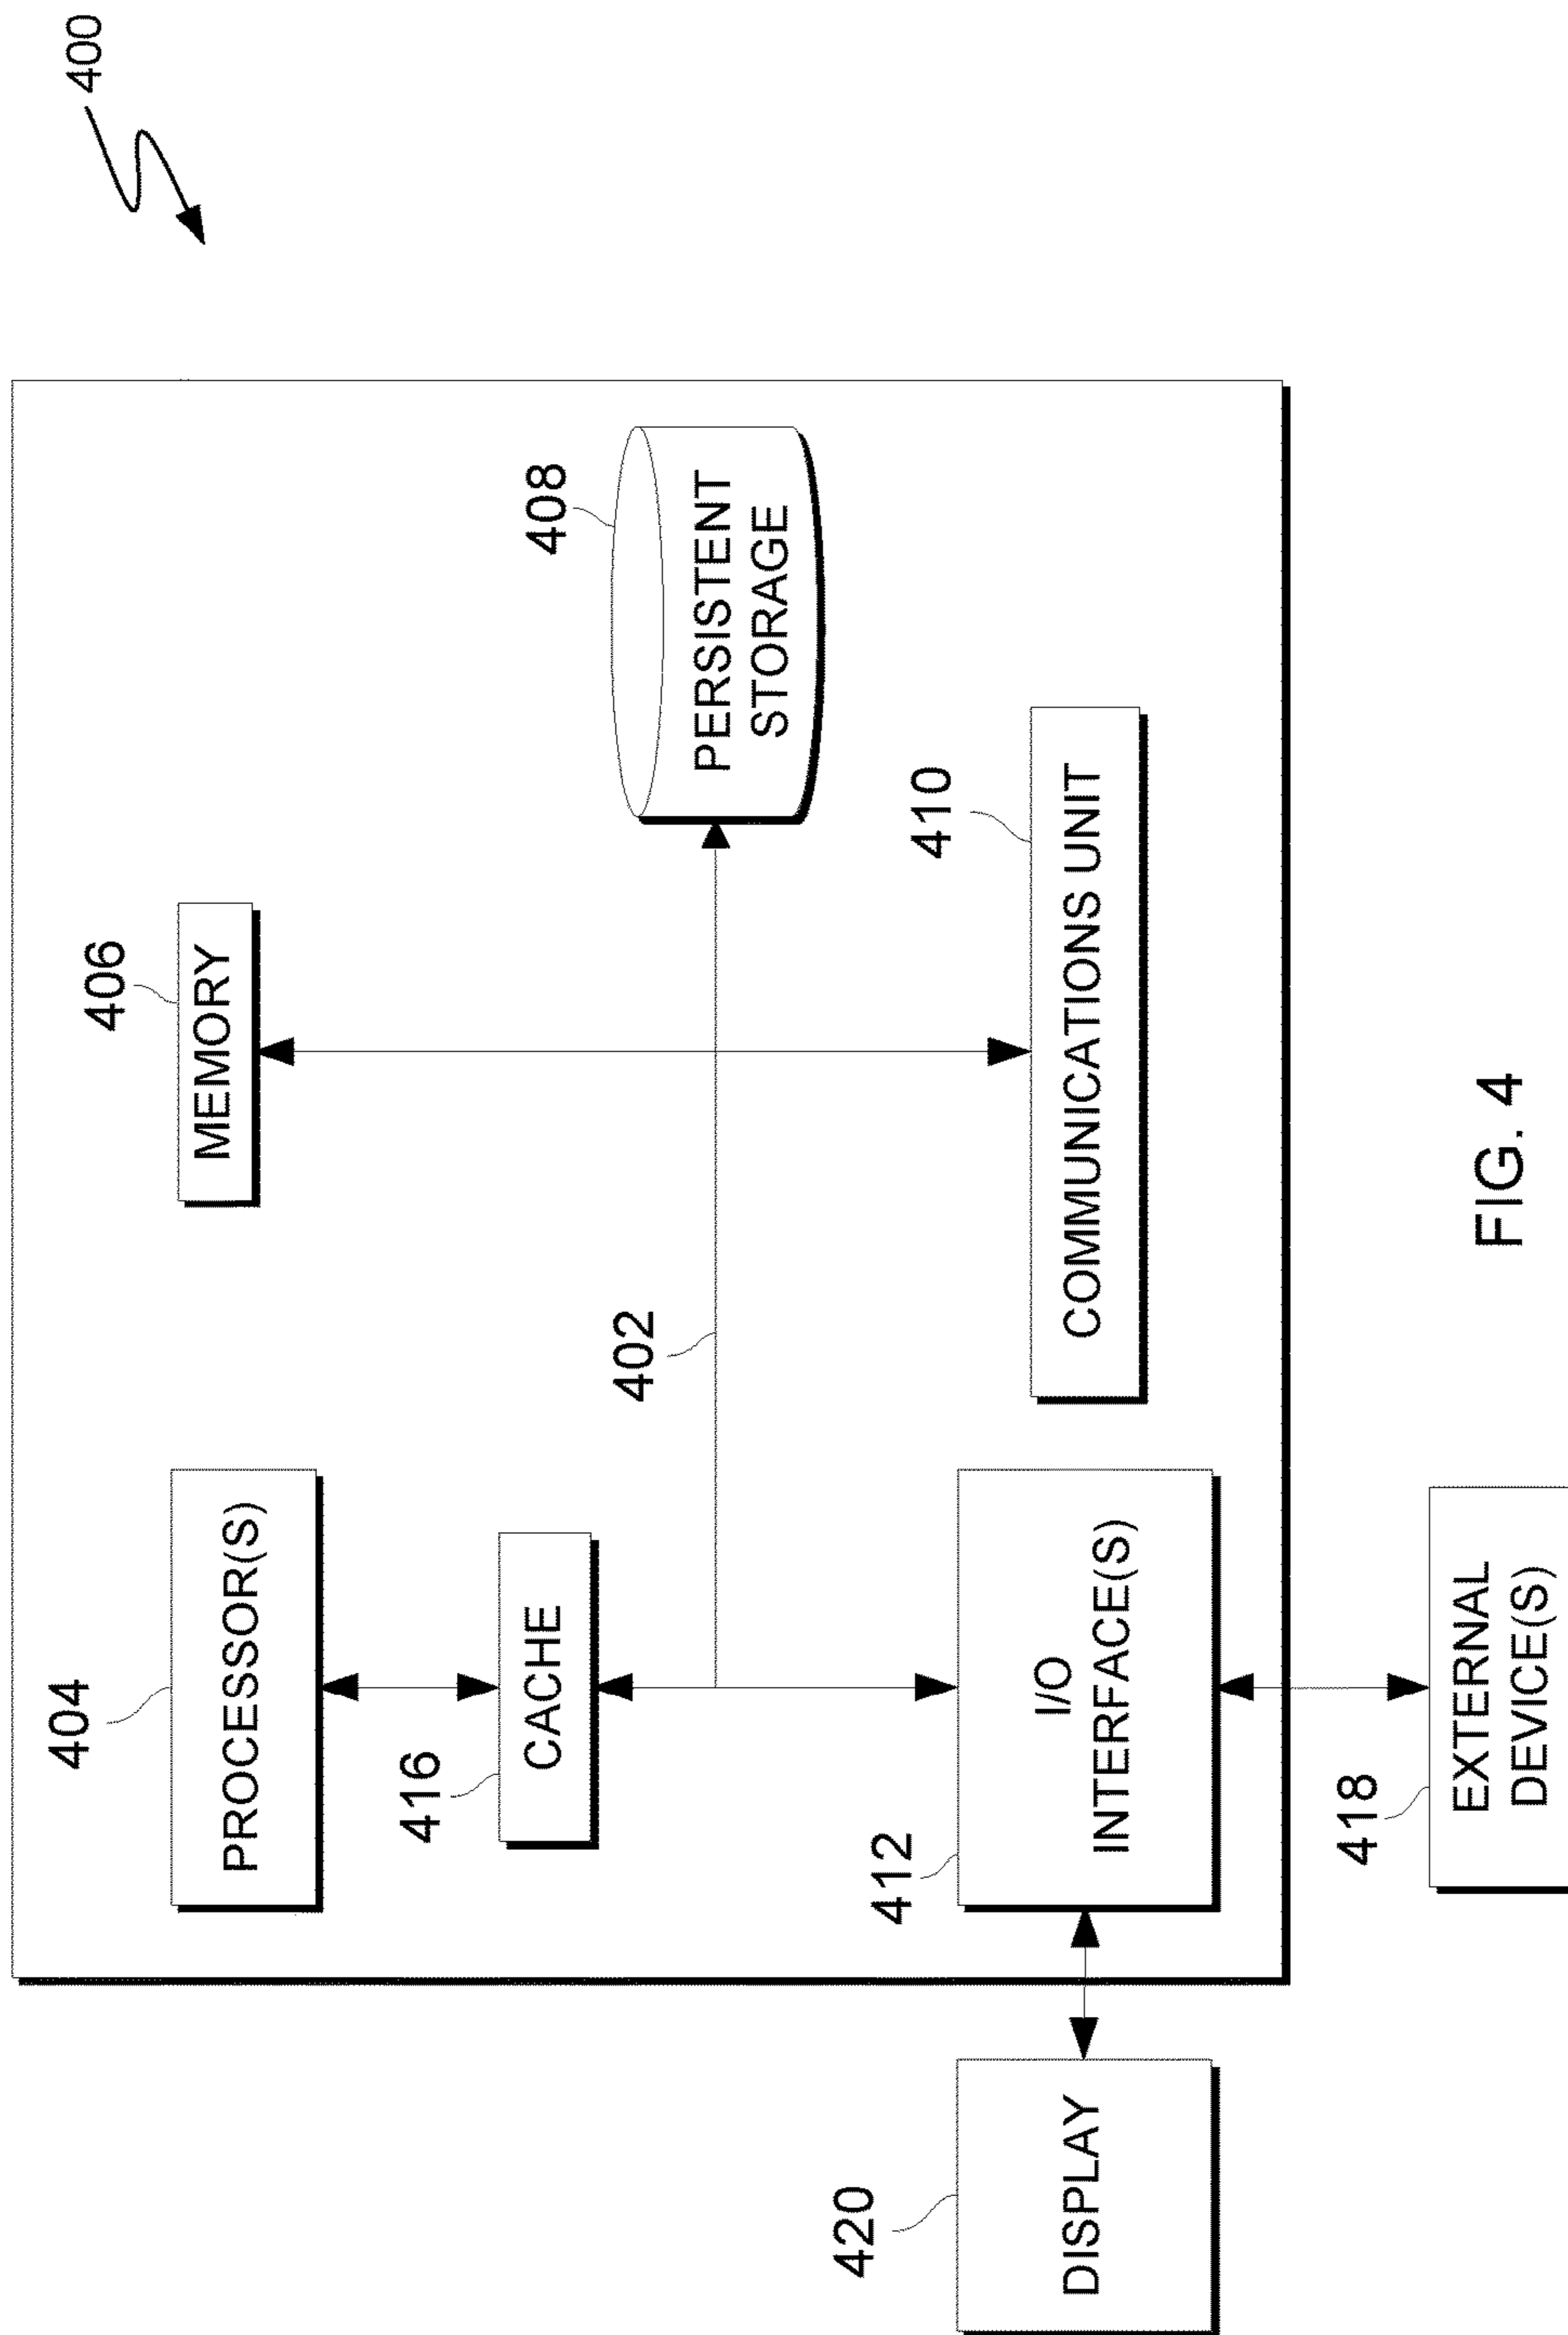 400
404
PROCESSOR(S)
406
MEMORY
416
CACHE
402
408
PERSISTENT
STORAGE
420
DISPLAY
412
I/O
INTERFACE(S)
410
COMMUNICATIONS UNIT
418
EXTERNAL
DEVICE(S)
FIG. 4